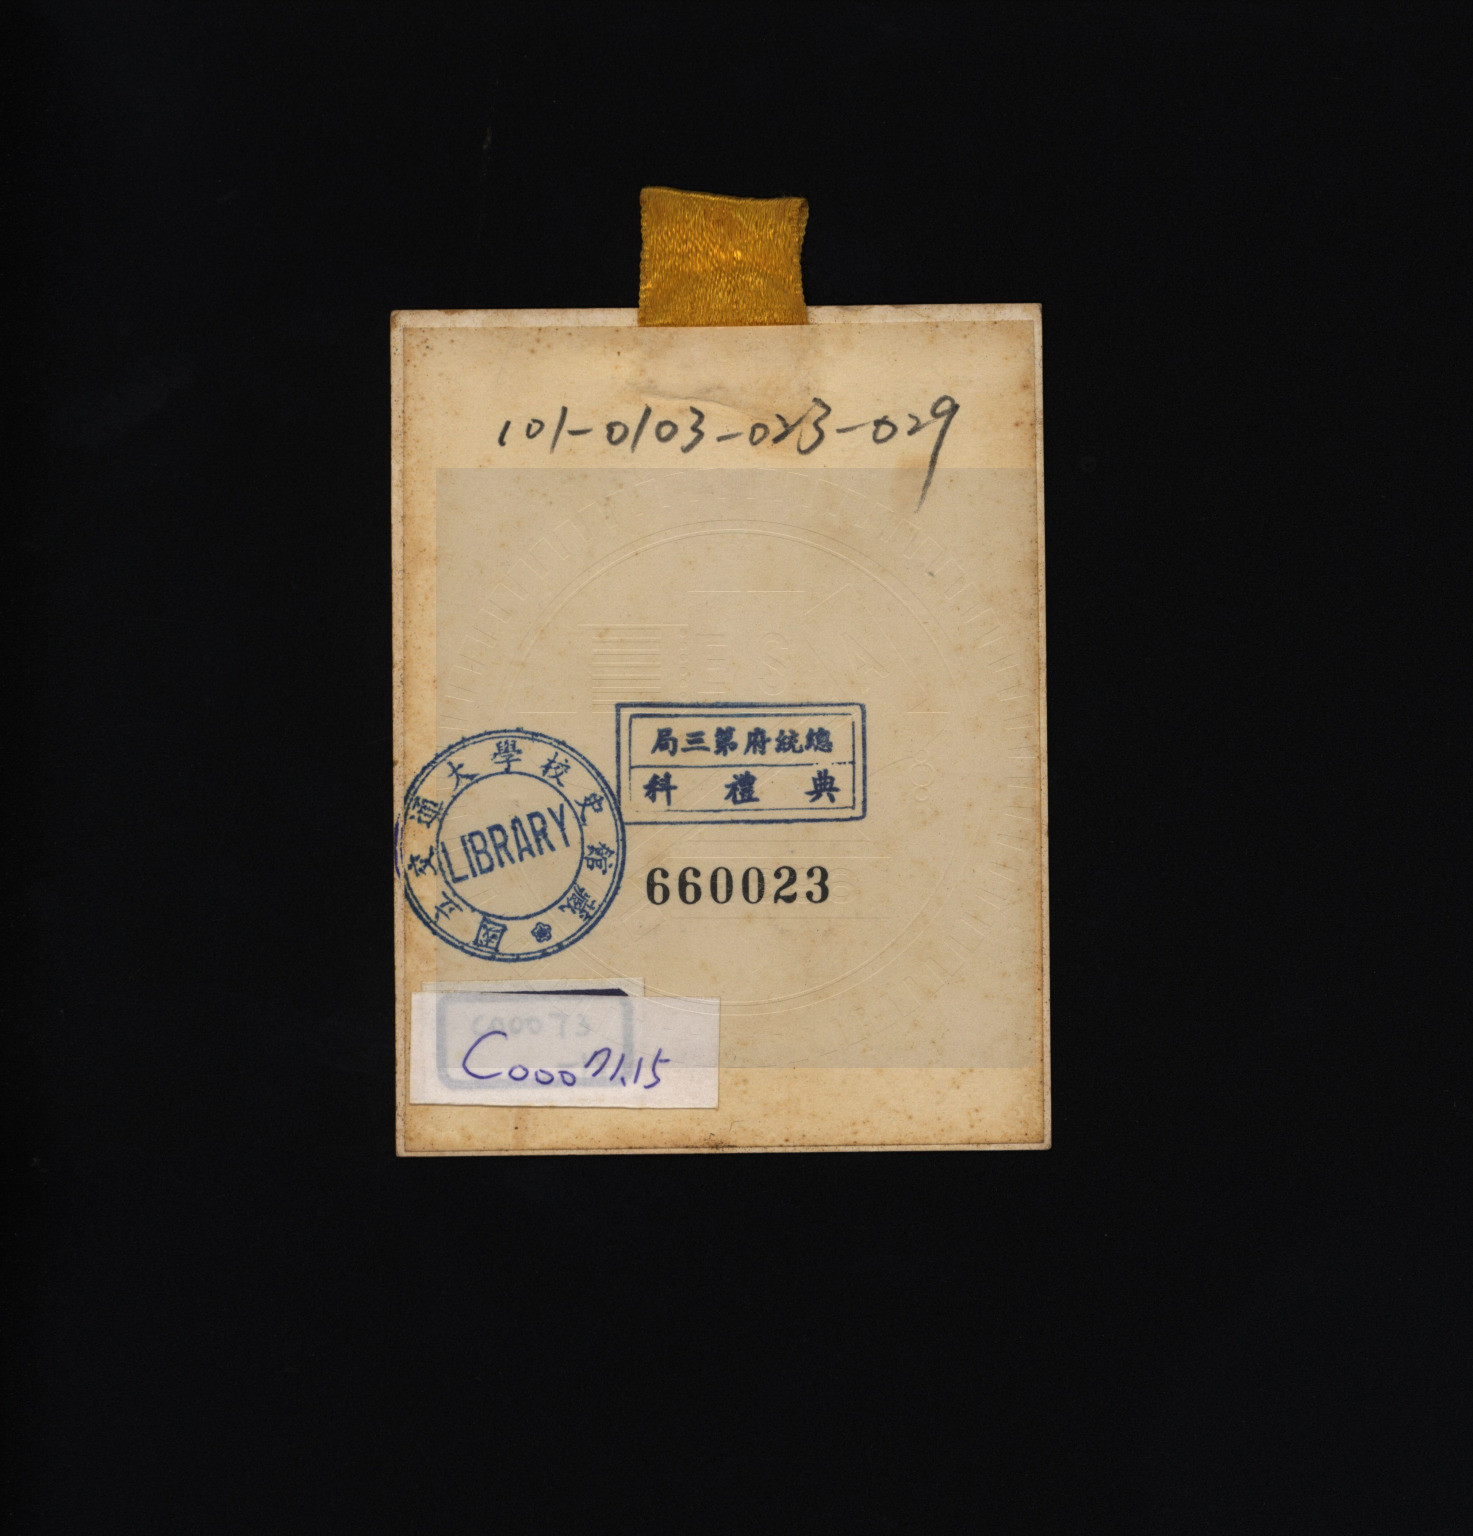 101-0103-023-029
總統府第三局
典禮科
國立交通大學校史館藏
LIBRARY
660023
C00073
C00071.15